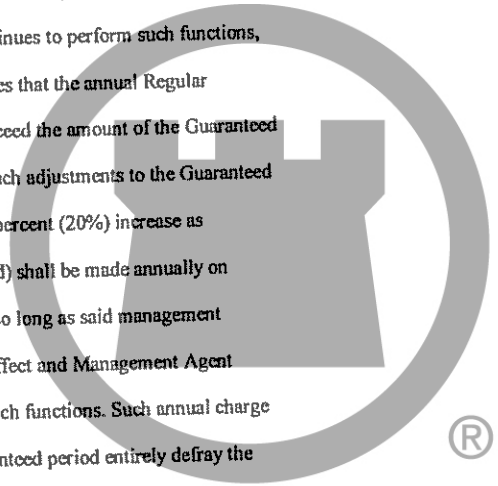 inues to perform such functions,
es that the annual Regular
ceed the amount of the Guaranteed
ch adjustments to the Guaranteed
percent (20%) increase as
d) shall be made annually on
so long as said management
ffect and Management Agent
ch functions. Such annual charge
nteed period entirely defray the
®